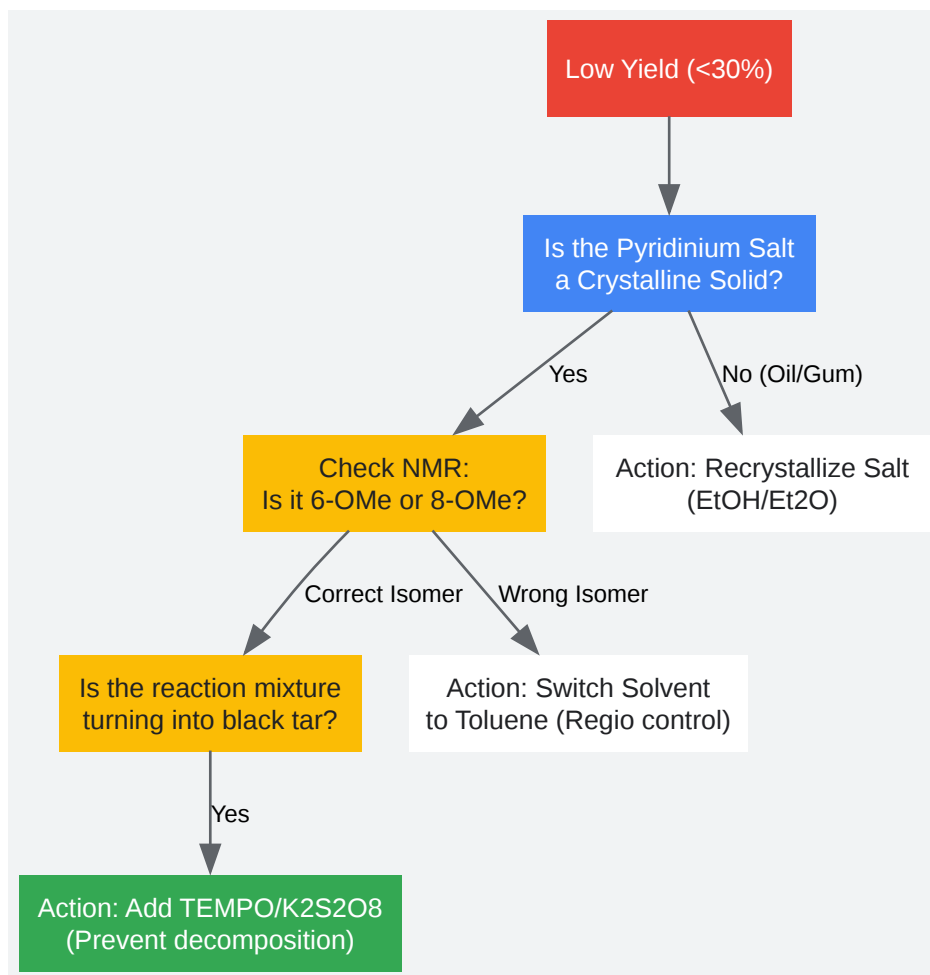 Low Yield (<30%)
Is the Pyridinium Salt
a Crystalline Solid?
Yes
No (Oil/Gum)
Check NMR:
Is it 6-OMe or 8-OMe?
Action: Recrystallize Salt
(EtOH/Et2O)
Correct Isomer
Wrong Isomer
Is the reaction mixture
turning into black tar?
Action: Switch Solvent
to Toluene (Regio control)
Yes
Action: Add TEMPO/K2S2O8
(Prevent decomposition)